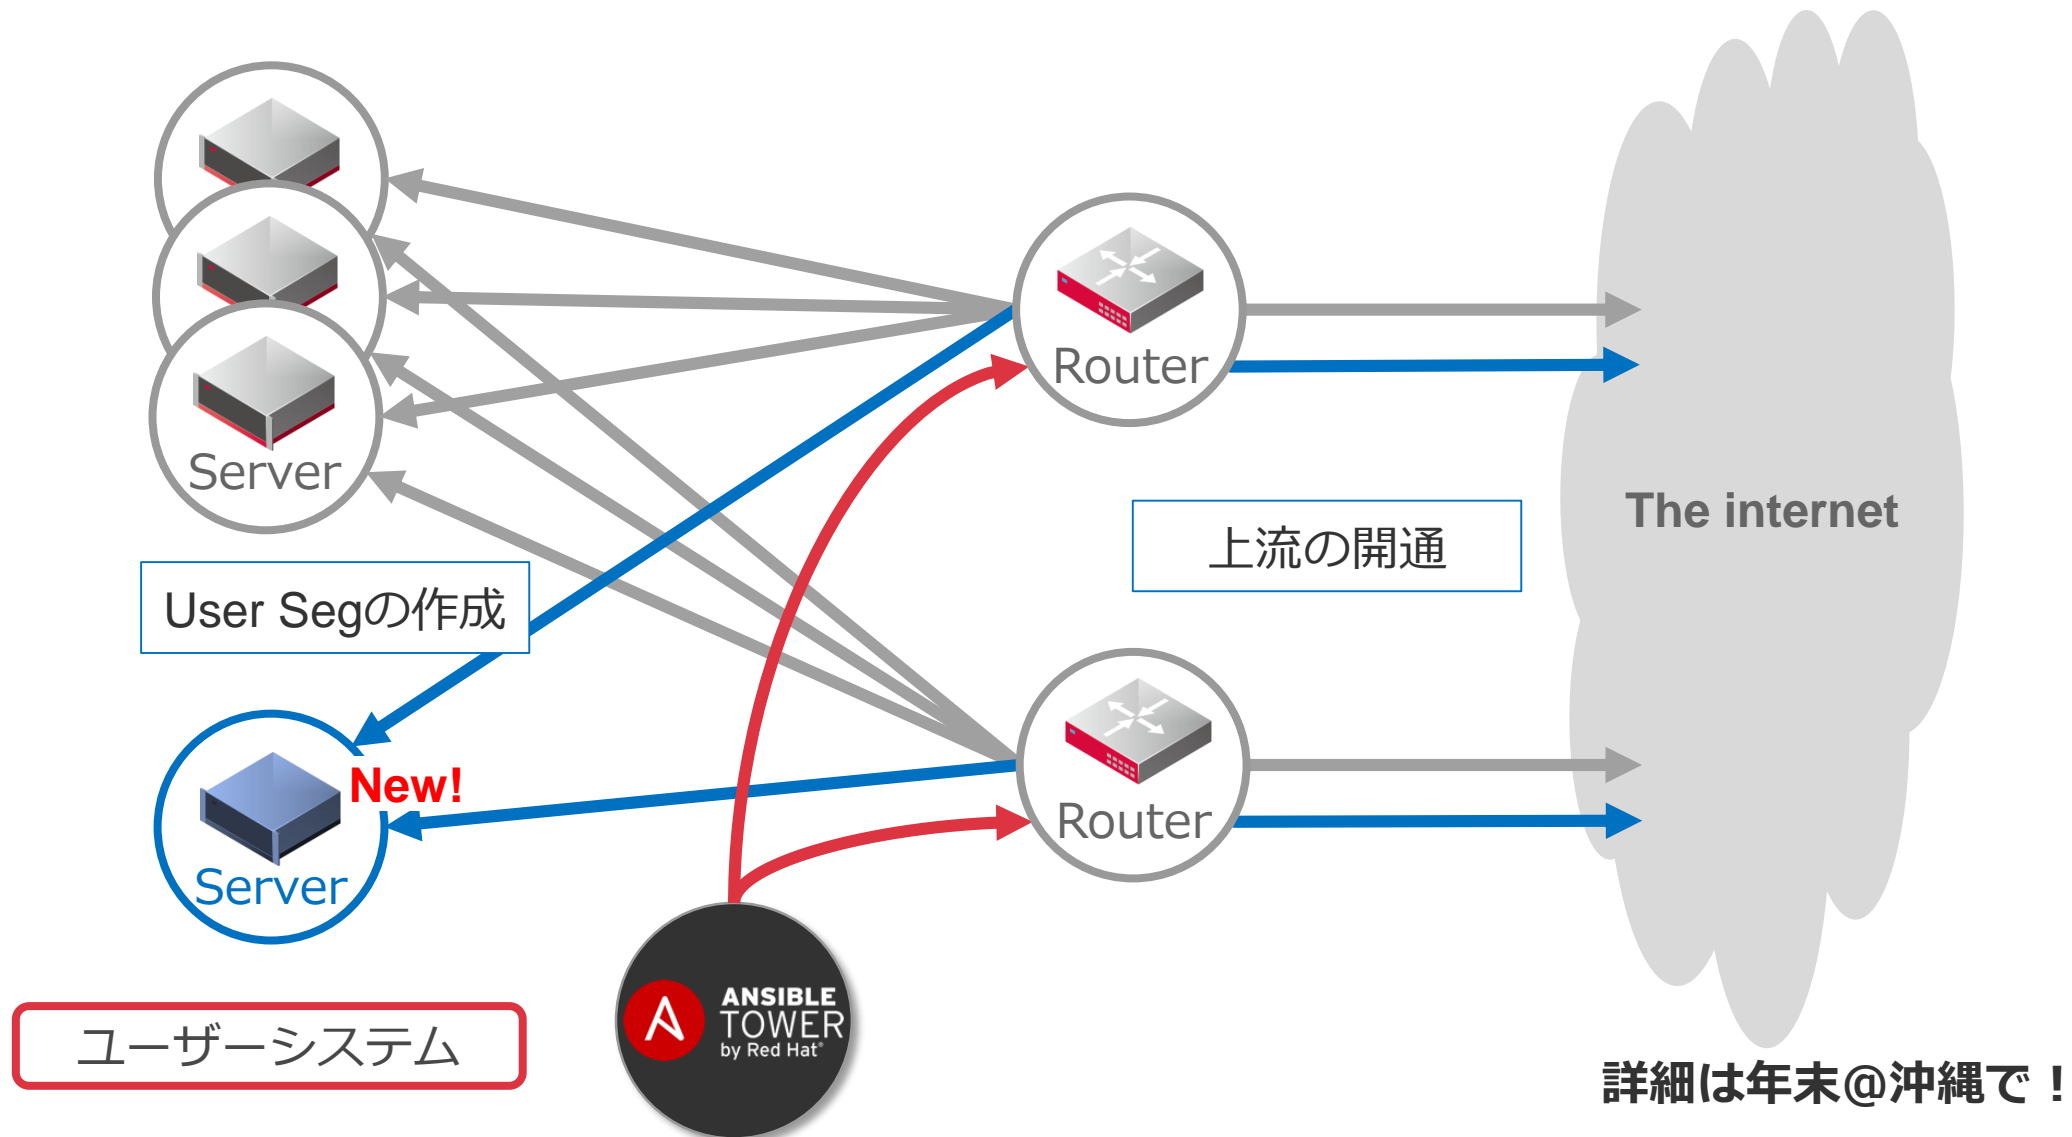 Router
The internet
Server
上流の開通
User Segの作成
New!
Router
Server
ANSIBLE
TOWER
by Red Hat®
ユーザーシステム
詳細は年末@沖縄で！